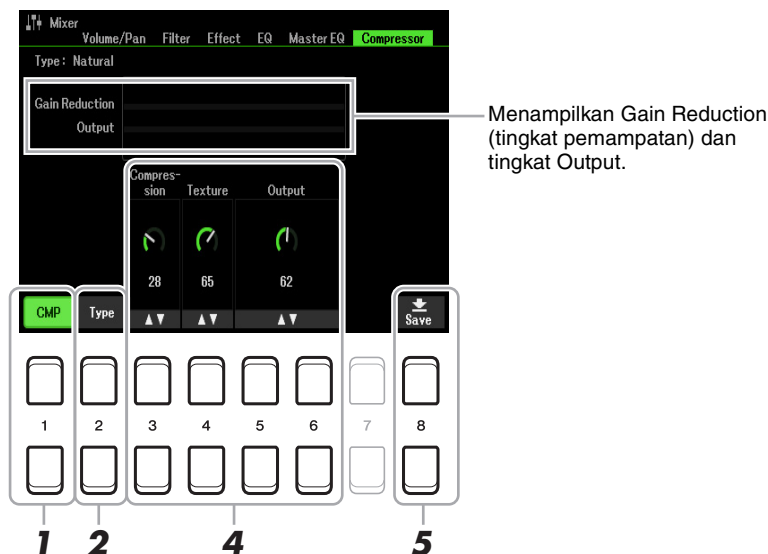 Mixer
Volume/Pan Filter Effect EQ Master EQ Compressor
Type: Natural
Gain Reduction
Output
Menampilkan Gain Reduction
(tingkat pemampatan) dan
tingkat Output.
Compres-
sion Texture Output
28 65 62
CMP Type ▲▼ ▲▼ ▲▼ Save
1 2 3 4 5 6 7 8
1 2 4 5